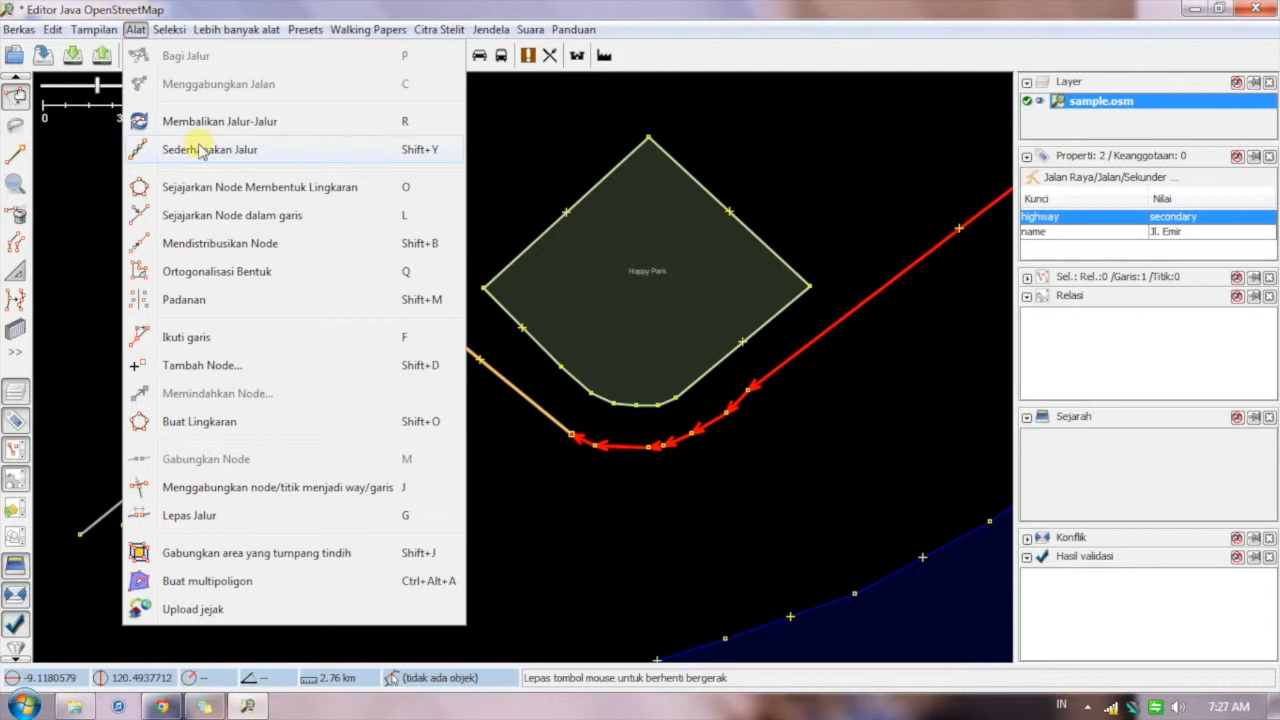 * Editor Java OpenStreetMap
Berkas Edit Tampilan Alat Seleksi Lebih banyak alat Presets Walking Papers Citra Stelit Jendela Suara Panduan
Bagi Jalur P
Menggabungkan Jalan C
Membalikan Jalur-Jalur R
Sederhanakan Jalur Shift+Y
Sejajarkan Node Membentuk Lingkaran O
Sejajarkan Node dalam garis L
Mendistribusikan Node Shift+B
Ortogonalisasi Bentuk Q
Padanan Shift+M
Ikuti garis F
Tambah Node... Shift+D
Memindahkan Node...
Buat Lingkaran Shift+O
Gabungkan Node M
Menggabungkan node/titik menjadi way/garis J
Lepas Jalur G
Gabungkan area yang tumpang tindih Shift+J
Buat multipoligon Ctrl+Alt+A
Upload jejak
0
>>
Happy Park
Layer
sample.osm
Properti: 2 / Keanggotaan: 0
Jalan Raya/Jalan/Sekunder ...
Kunci Nilai
highway secondary
name Jl. Emir
Sel.: Rel.:0 /Garis:1 /Titik:0
Relasi
Sejarah
Konflik
Hasil validasi
-9.1180579 120.4937712 -- -- 2.76 km (tidak ada objek) Lepas tombol mouse untuk berhenti bergerak
IN 7:27 AM